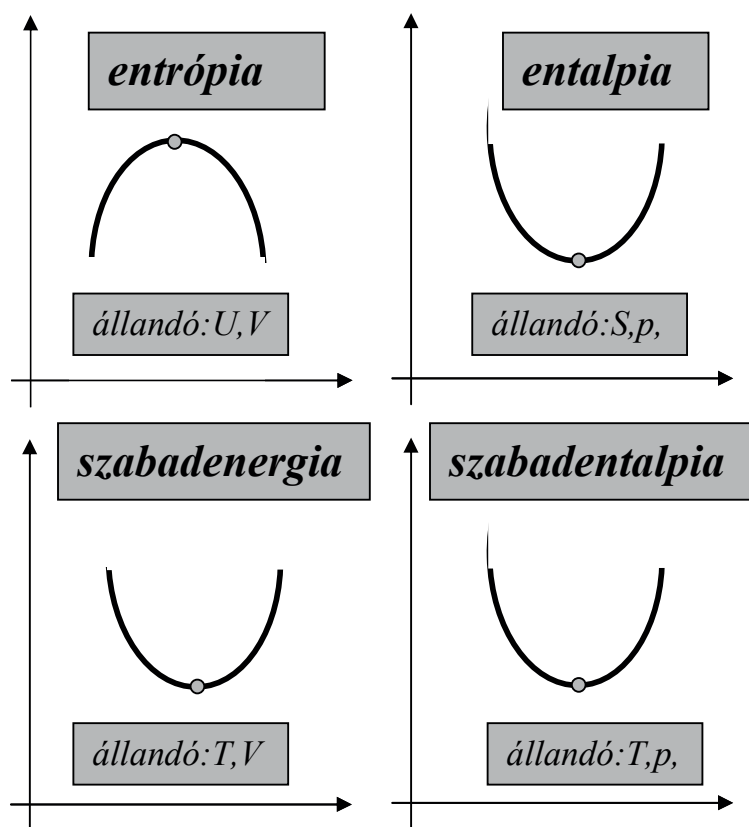 entrópia
állandó:U,V
entalpia
állandó:S,p,
szabadenergia
állandó:T,V
szabadentalpia
állandó:T,p,